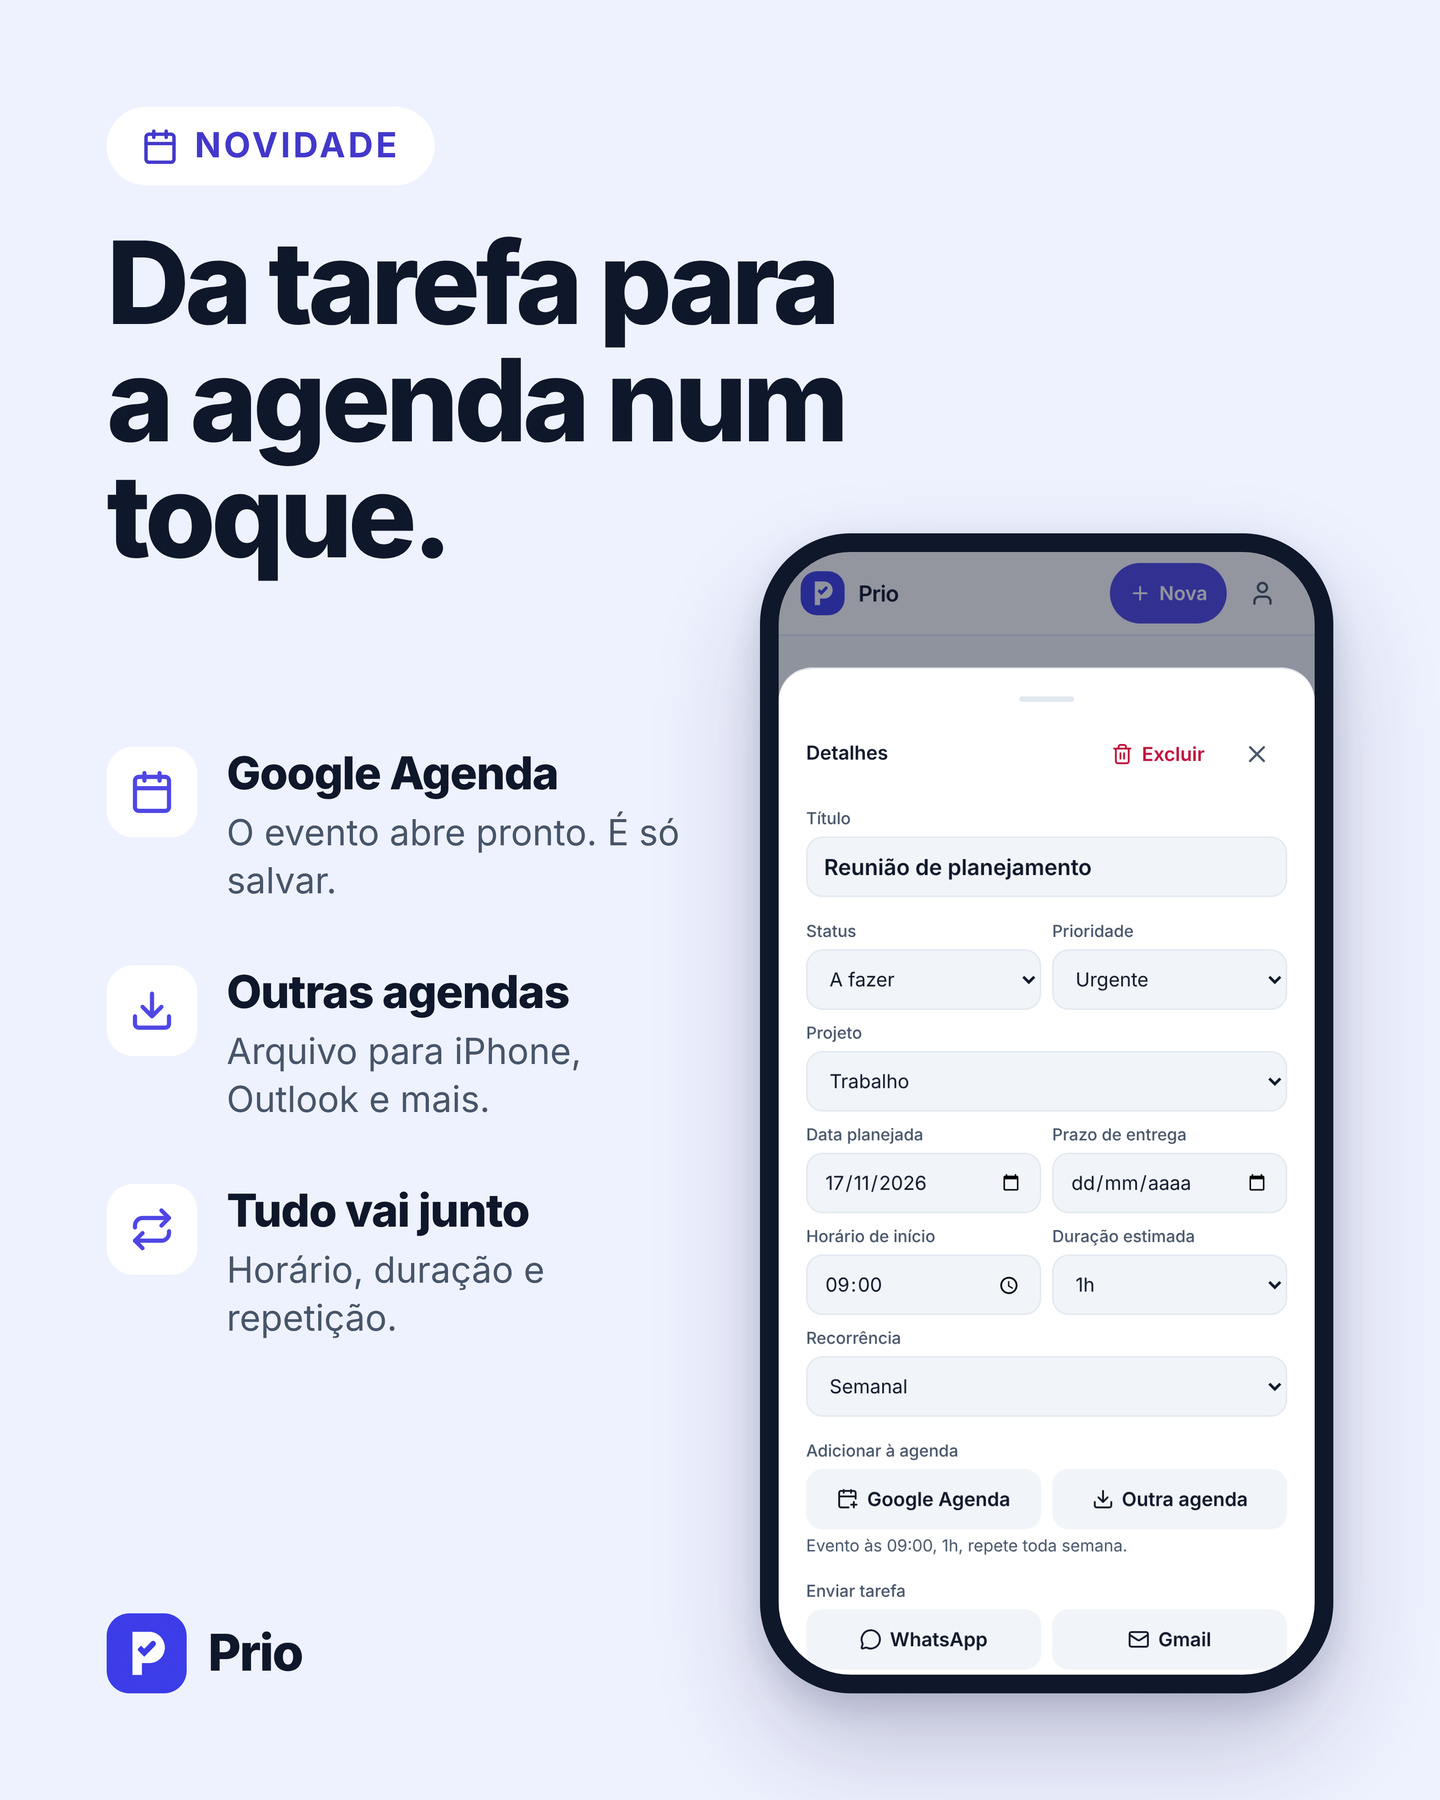 NOVIDADE
Da tarefa para
a agenda num
toque.
Google Agenda
O evento abre pronto. É só
salvar.
Outras agendas
Arquivo para iPhone,
Outlook e mais.
Tudo vai junto
Horário, duração e
repetição.
Prio
Prio
+ Nova
Detalhes
Excluir
Título
Reunião de planejamento
Status
Prioridade
A fazer
Urgente
Projeto
Trabalho
Data planejada
Prazo de entrega
17/11/2026
dd/mm/aaaa
Horário de início
Duração estimada
09:00
1h
Recorrência
Semanal
Adicionar à agenda
Google Agenda
Outra agenda
Evento às 09:00, 1h, repete toda semana.
Enviar tarefa
WhatsApp
Gmail